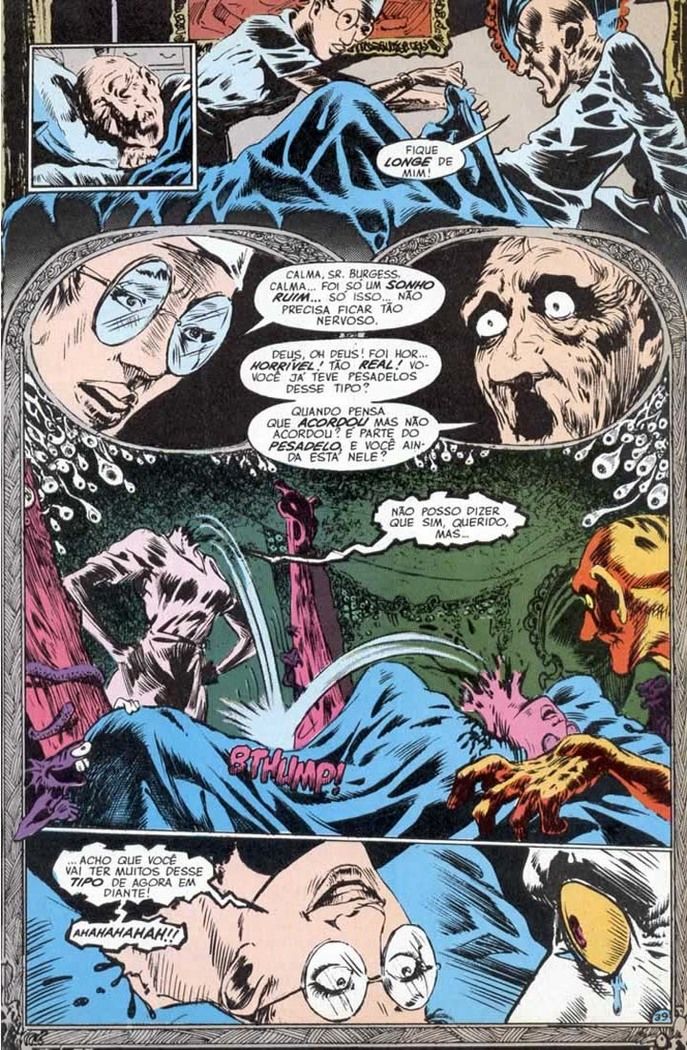 FIQUE
LONGE DE
MIM!
CALMA, SR. BURGESS.
CALMA... FOI SÓ UM SONHO
RUIM... SÓ ISSO... NÃO
PRECISA FICAR TÃO
NERVOSO.
DEUS, OH DEUS! FOI HOR...
HORRÍVEL! TÃO REAL! VO-
VOCÊ JÁ TEVE PESADELOS
DESSE TIPO?
QUANDO PENSA
QUE ACORDOU MAS NÃO
ACORDOU? É PARTE DO
PESADELO, E VOCÊ AIN-
DA ESTÁ NELE?
NÃO POSSO DIZER
QUE SIM, QUERIDO,
MAS...
BTHUMP!
...ACHO QUE VOCÊ
VAI TER MUITOS DESSE
TIPO DE AGORA EM
DIANTE!
AHAHAHAHAH!!
39